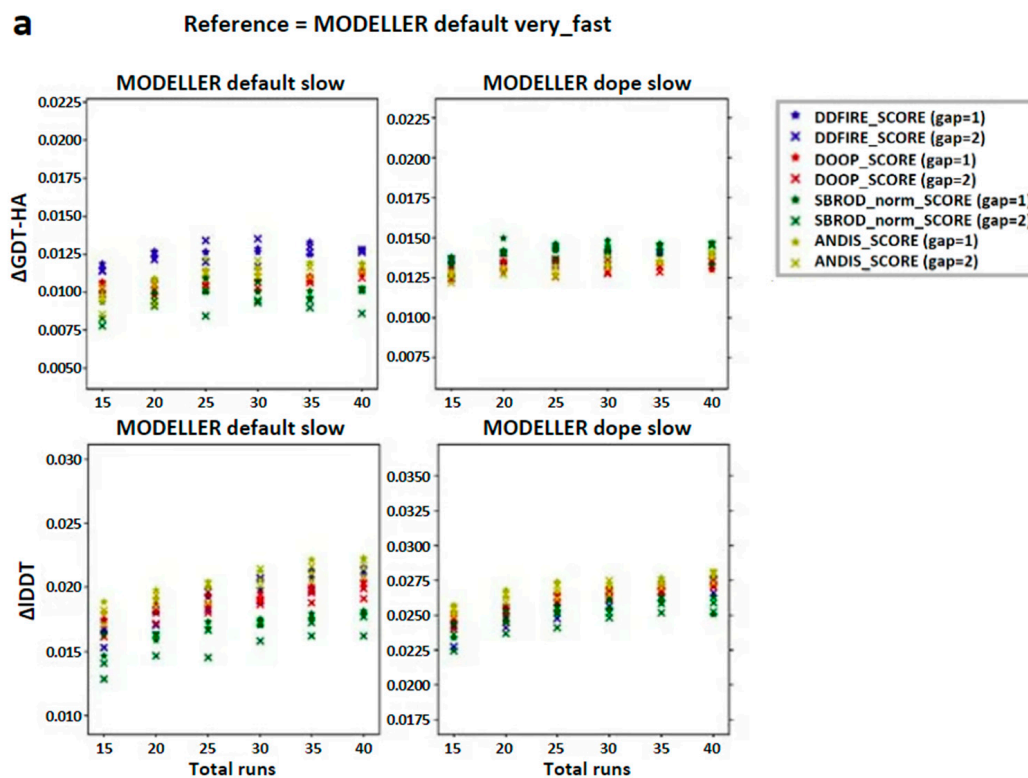 a
Reference = MODELLER default very_fast
MODELLER default slow
MODELLER dope slow
ΔGDT-HA
0.0225
0.0200
0.0175
0.0150
0.0125
0.0100
0.0075
0.0050
15 20 25 30 35 40
0.0225
0.0200
0.0175
0.0150
0.0125
0.0100
0.0075
15 20 25 30 35 40
DDFIRE_SCORE (gap=1)
DDFIRE_SCORE (gap=2)
DOOP_SCORE (gap=1)
DOOP_SCORE (gap=2)
SBROD_norm_SCORE (gap=1)
SBROD_norm_SCORE (gap=2)
ANDIS_SCORE (gap=1)
ANDIS_SCORE (gap=2)
MODELLER default slow
MODELLER dope slow
ΔlDDT
0.030
0.025
0.020
0.015
0.010
15 20 25 30 35 40
Total runs
0.0350
0.0325
0.0300
0.0275
0.0250
0.0225
0.0200
0.0175
15 20 25 30 35 40
Total runs